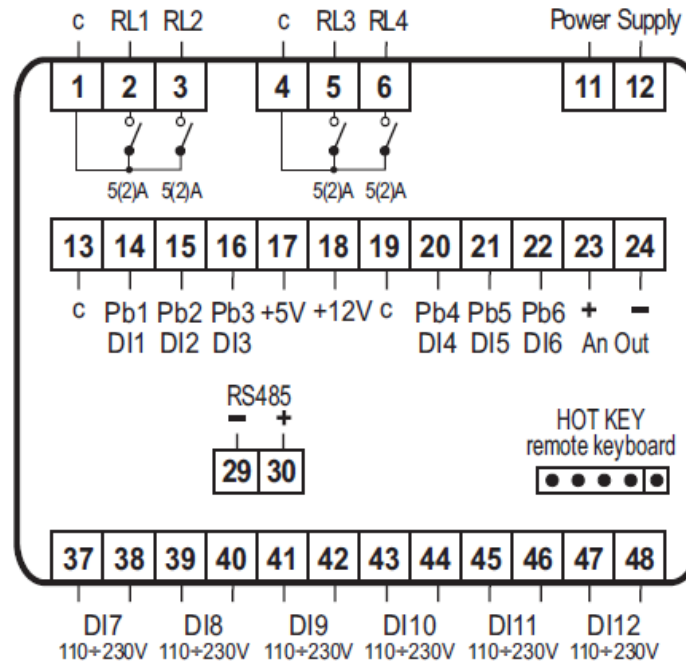 c RL1 RL2 c RL3 RL4 Power Supply
1 2 3 4 5 6 11 12
5(2)A 5(2)A 5(2)A 5(2)A
13 14 15 16 17 18 19 20 21 22 23 24
c Pb1 Pb2 Pb3 +5V +12V c Pb4 Pb5 Pb6 + -
DI1 DI2 DI3 DI4 DI5 DI6 An Out
RS485
- +
29 30
HOT KEY
remote keyboard
37 38 39 40 41 42 43 44 45 46 47 48
DI7 DI8 DI9 DI10 DI11 DI12
110÷230V 110÷230V 110÷230V 110÷230V 110÷230V 110÷230V